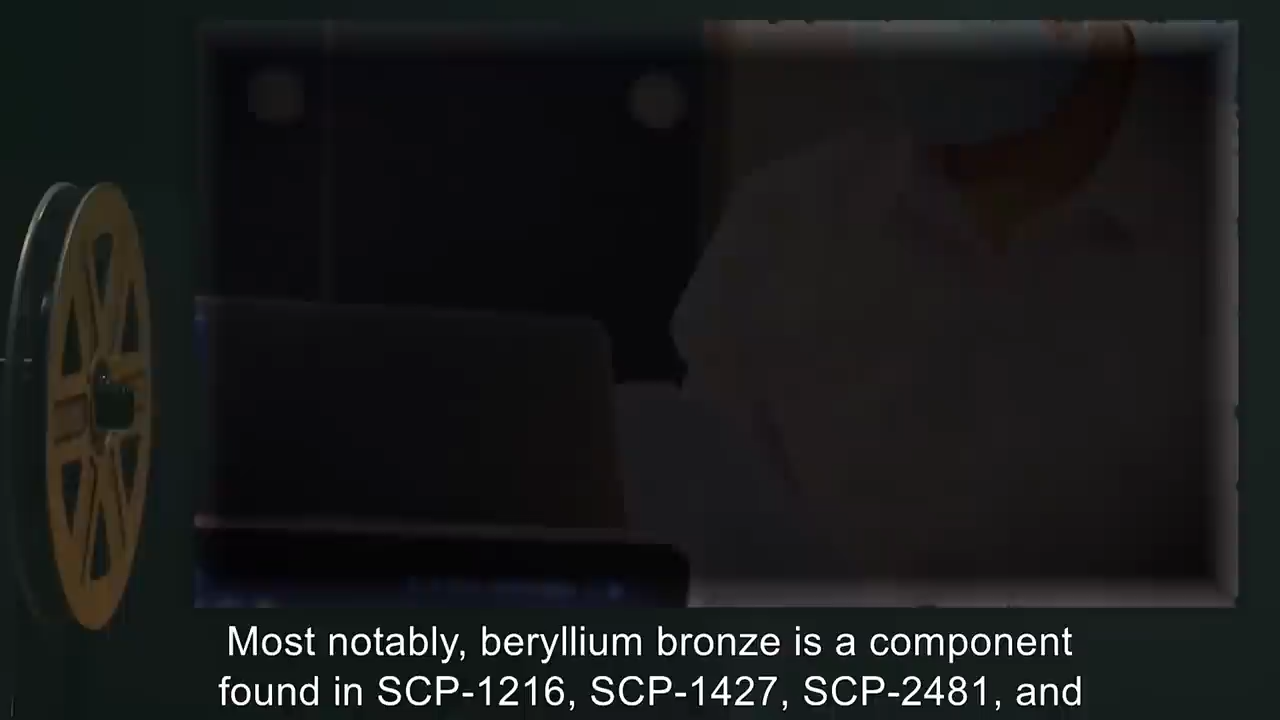 Most notably, beryllium bronze is a component
found in SCP-1216, SCP-1427, SCP-2481, and